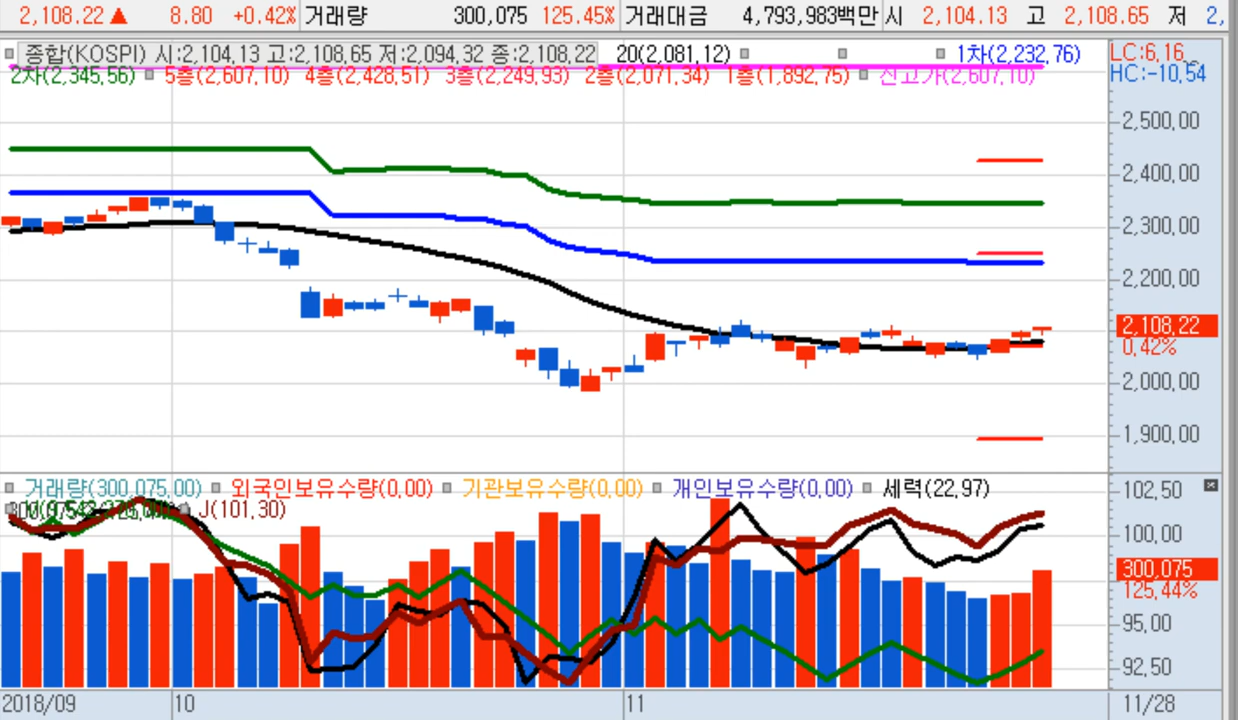 2,108.22 ▲ 8.80 +0.42% 거래량 300,075 125.45% 거래대금 4,793,983백만 시 2,104.13 고 2,108.65 저 2,
종합(KOSPI) 시:2,104,13 고:2,108,65 저:2,094,32 종:2,108,22 20(2,081,12) 1차(2,232,76) LC:6,16
2차(2,345,56) 5층(2,607,10) 4층(2,428,51) 3층(2,249,93) 2층(2,071,34) 1층(1,892,75) 신고가(2,607,10) HC:-10,54
2,500,00
2,400,00
2,300,00
2,200,00
2,108,22
0,42%
2,000,00
1,900,00
거래량(300,075,00) 외국인보유수량(0,00) 기관보유수량(0,00) 개인보유수량(0,00) 세력(22,97) 102,50
J(101,30)
100,00
300,075
125,44%
95,00
92,50
2018/09 10 11 11/28